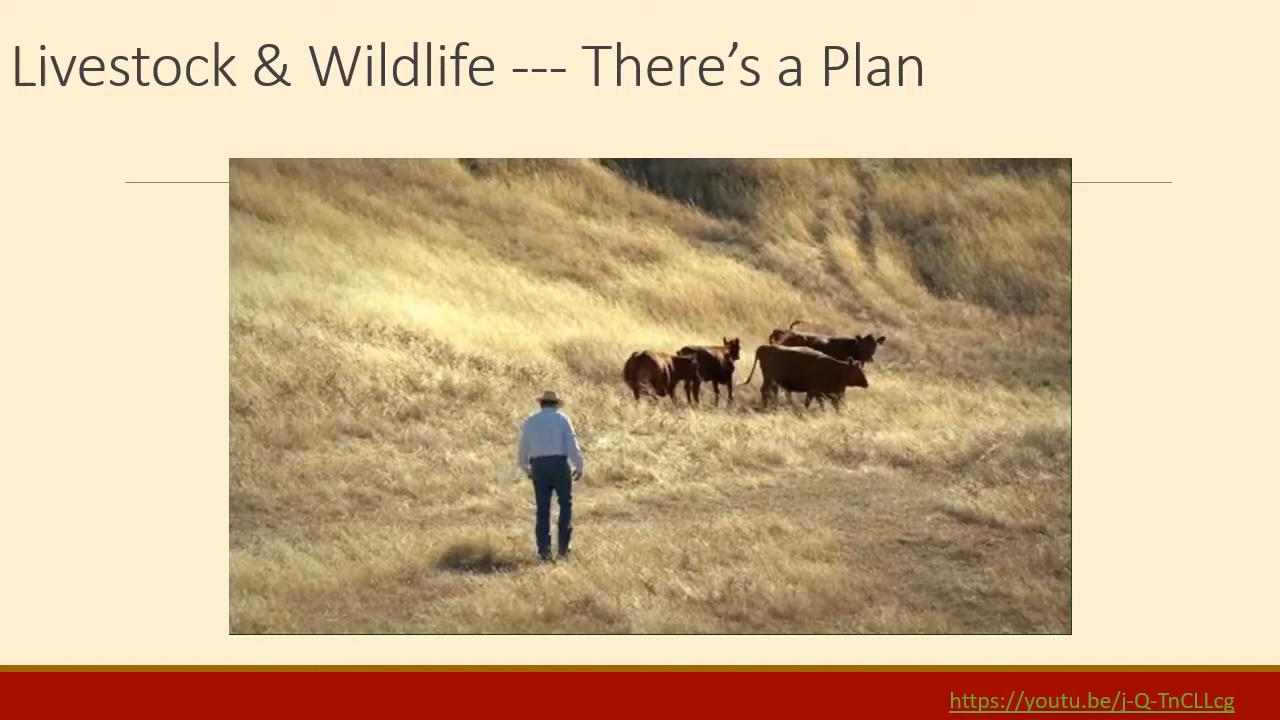 Livestock & Wildlife --- There’s a Plan
https://youtu.be/j-Q-TnCLLcg